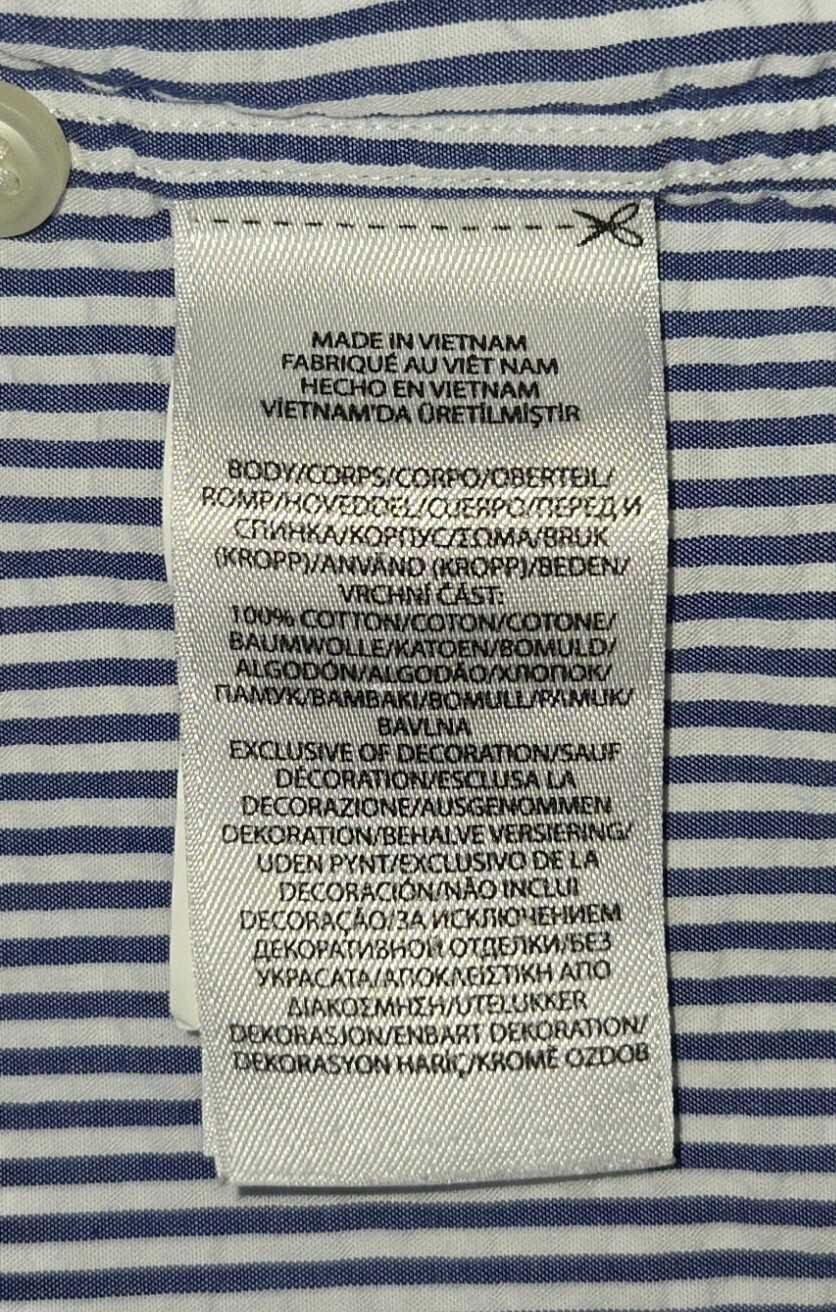 MADE IN VIETNAM
FABRIQUÉ AU VIÊT NAM
HECHO EN VIETNAM
VİETNAM'DA ÜRETİLMİŞTİR
BODY/CORPS/CORPO/OBERTEIL/
ROMP/HOVEDDEL/CUERPO/ПЕРЕД И
СПИНКА/КОРПУС/ΣΩΜΑ/BRUK
(KROPP)/ANVÄND (KROPP)/BEDEN/
VRCHNÍ ČÁST:
100% COTTON/COTON/COTONE/
BAUMWOLLE/KATOEN/BOMULD/
ALGODÓN/ALGODÃO/ХЛОПОК/
ПАМУК/ΒΑΜΒΑΚΙ/BOMULL/PAMUK/
BAVLNA
EXCLUSIVE OF DECORATION/SAUF
DÉCORATION/ESCLUSA LA
DECORAZIONE/AUSGENOMMEN
DEKORATION/BEHALVE VERSIERING/
UDEN PYNT/EXCLUSIVO DE LA
DECORACIÓN/NÃO INCLUI
DECORAÇÃO/ЗА ИСКЛЮЧЕНИЕМ
ДЕКОРАТИВНОЙ ОТДЕЛКИ/БЕЗ
УКРАСАТА/ΑΠΟΚΛΕΙΣΤΙΚΗ ΑΠΟ
ΔΙΑΚΟΣΜΗΣΗ/UTELUKKER
DEKORASJON/ENBART DEKORATION/
DEKORASYON HARİÇ/KROMĚ OZDOB